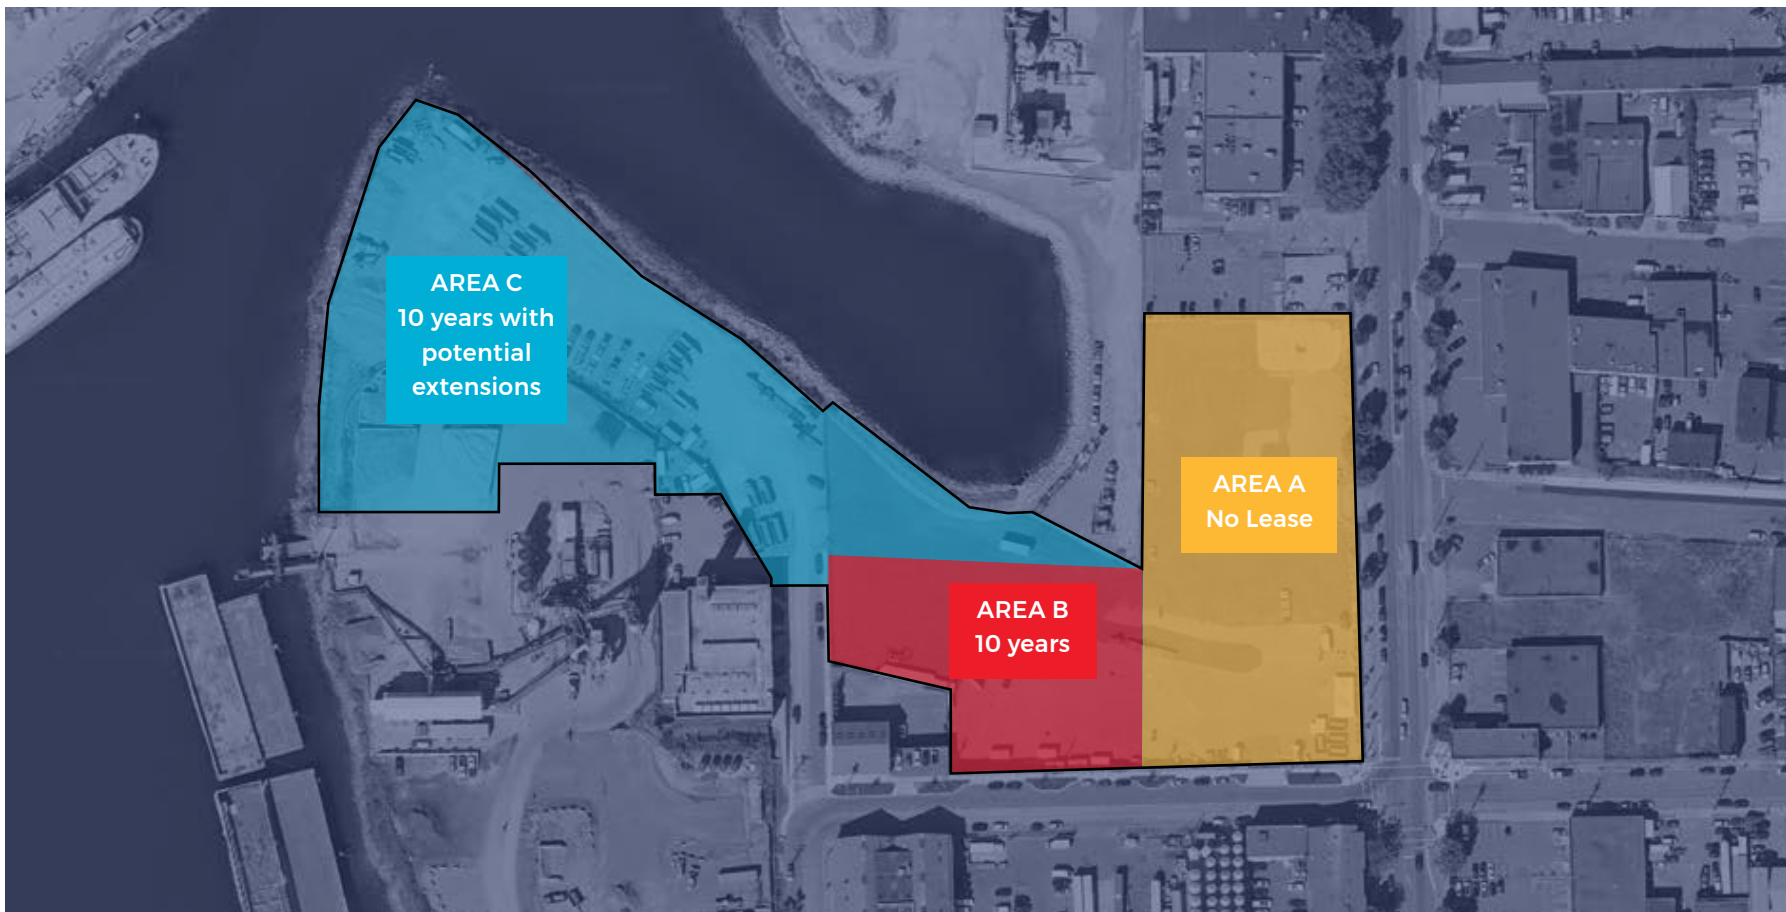 AREA C
10 years with
potential
extensions
AREA A
No Lease
AREA B
10 years